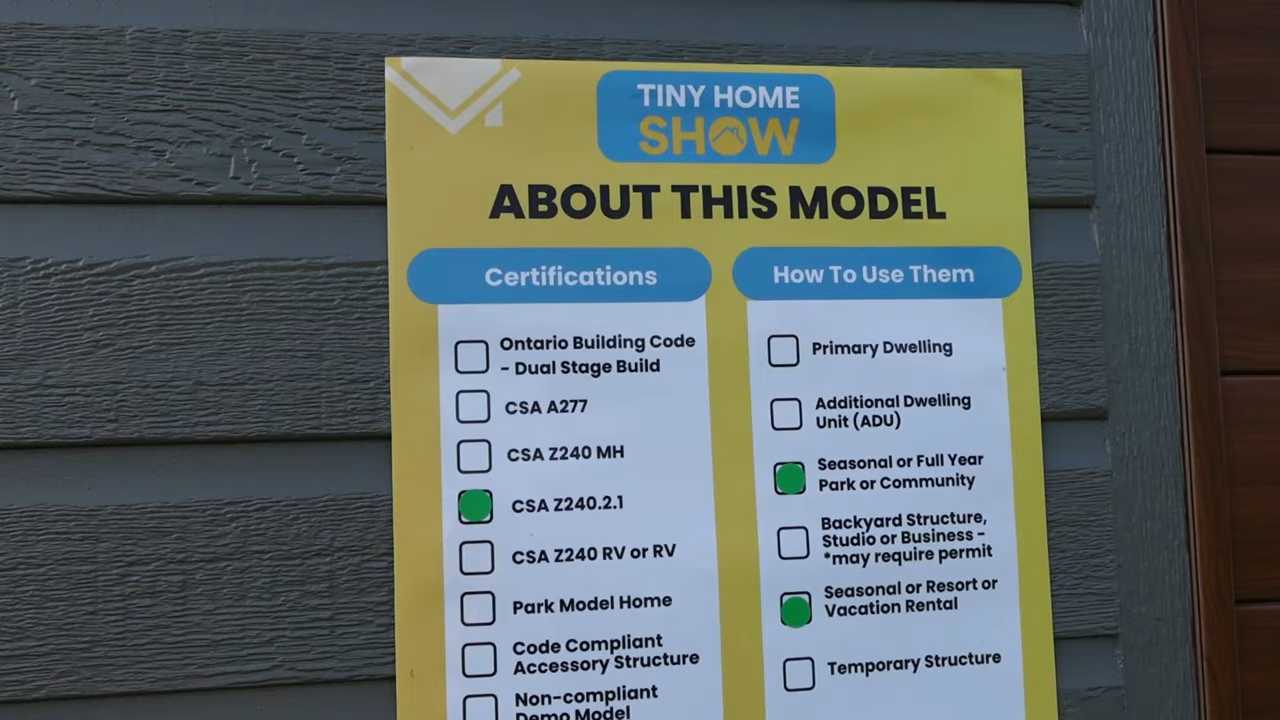 TINY HOME
SHOW
ABOUT THIS MODEL
Certifications
Ontario Building Code
- Dual Stage Build
CSA A277
CSA Z240 MH
CSA Z240.2.1
CSA Z240 RV or RV
Park Model Home
Code Compliant
Accessory Structure
Non-compliant
Demo Model
How To Use Them
Primary Dwelling
Additional Dwelling
Unit (ADU)
Seasonal or Full Year
Park or Community
Backyard Structure,
Studio or Business -
*may require permit
Seasonal or Resort or
Vacation Rental
Temporary Structure